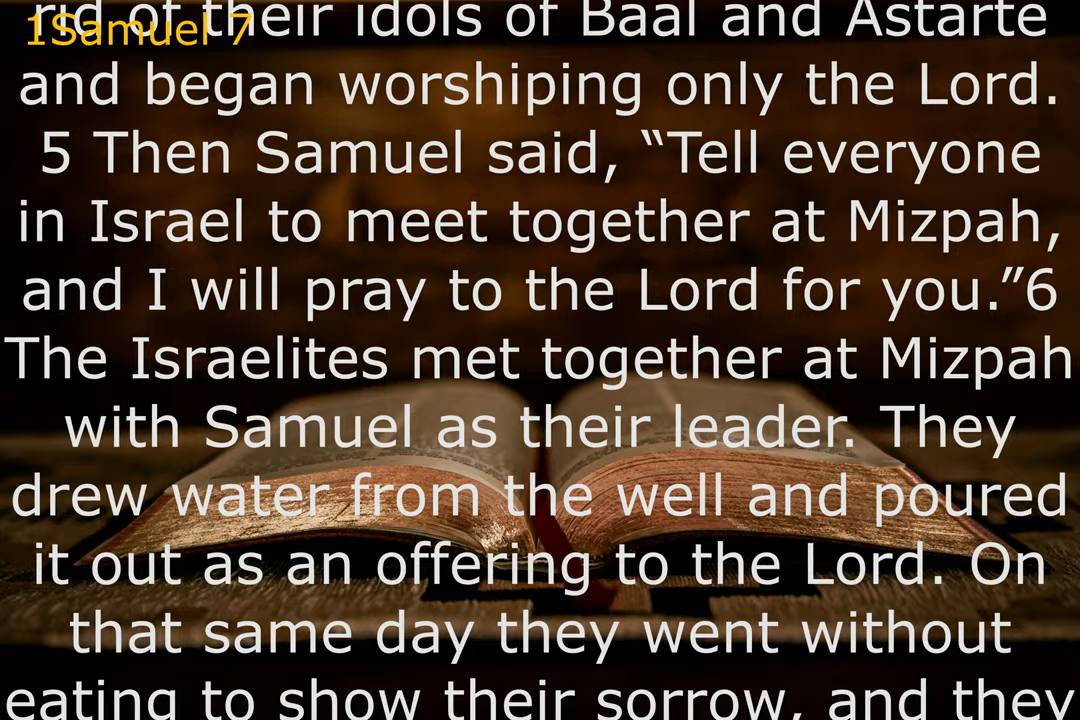 1Samuel 7
rid of their idols of Baal and Astarte
and began worshiping only the Lord.
5 Then Samuel said, “Tell everyone
in Israel to meet together at Mizpah,
and I will pray to the Lord for you.”6
The Israelites met together at Mizpah
with Samuel as their leader. They
drew water from the well and poured
it out as an offering to the Lord. On
that same day they went without
eating to show their sorrow, and they